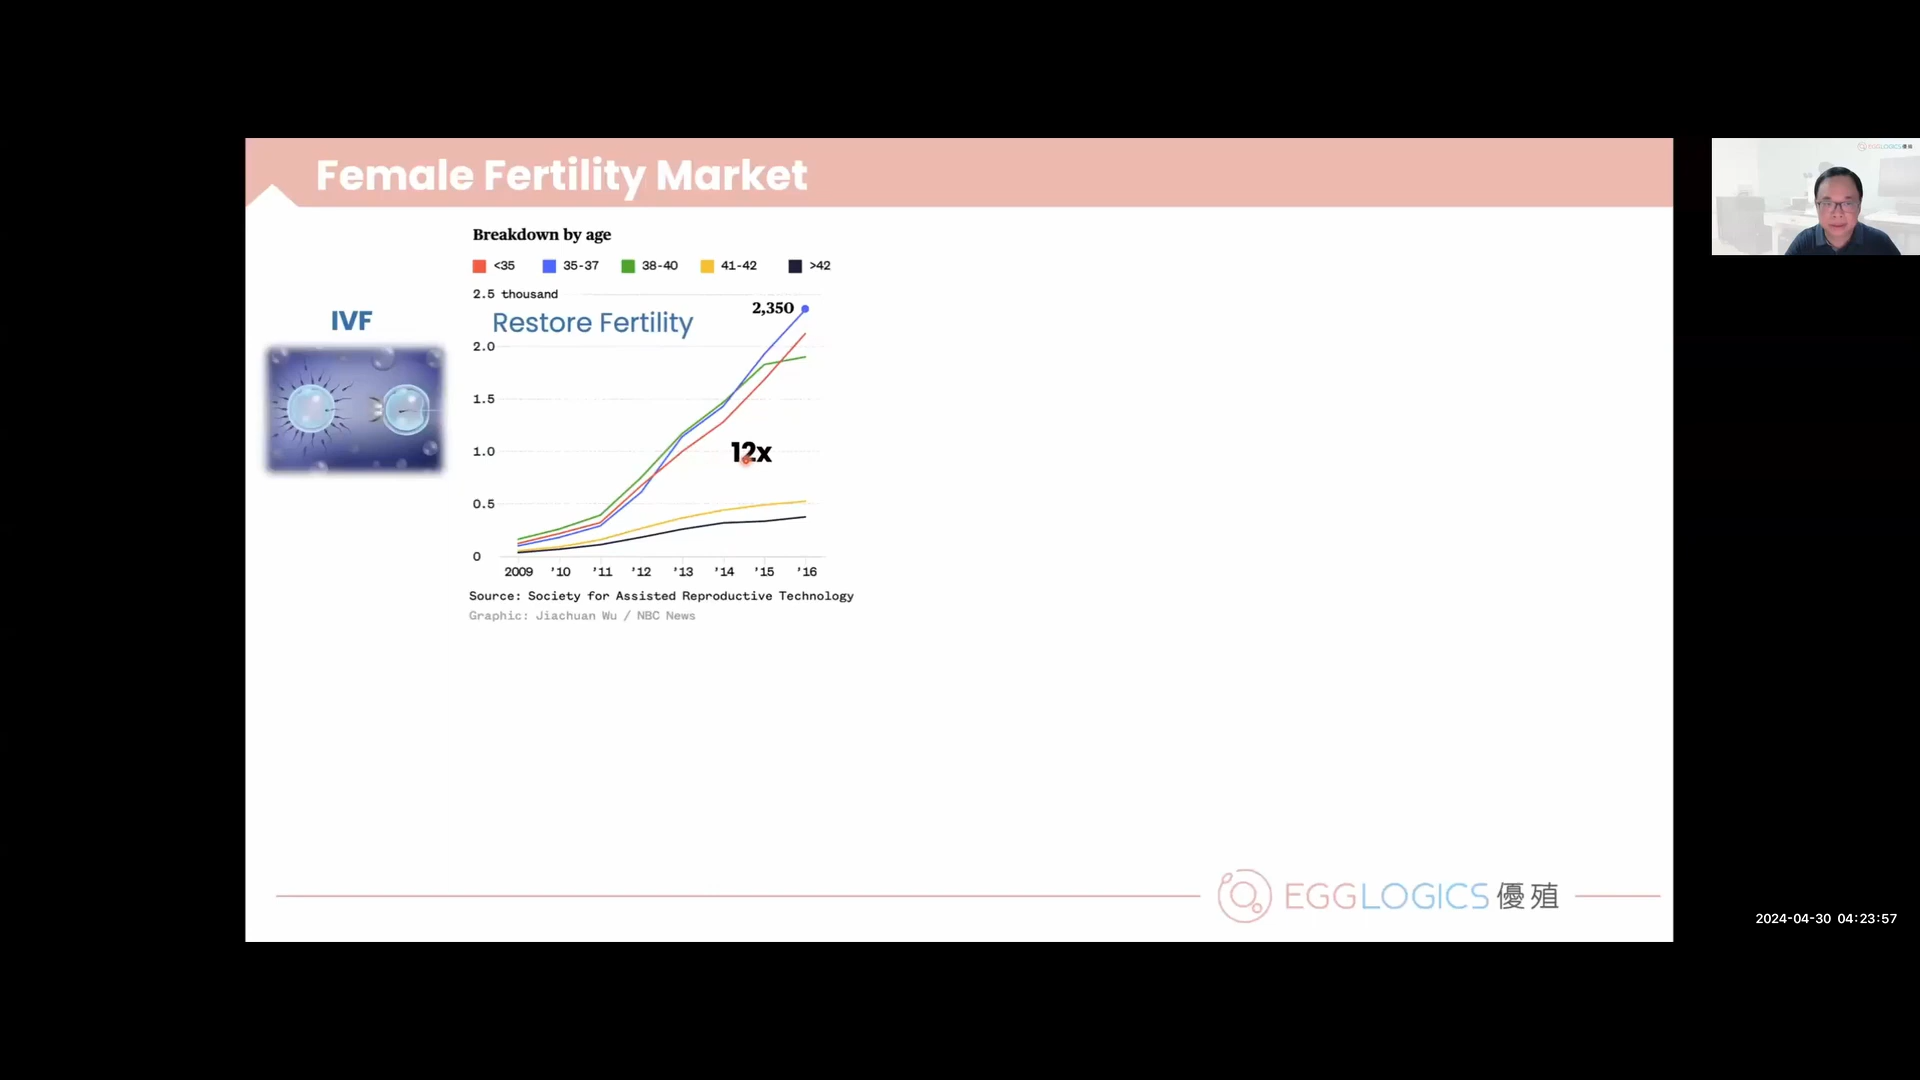 Female Fertility Market
Breakdown by age
<35 35-37 38-40 41-42 >42
2.5 thousand
2,350
IVF
Restore Fertility
2.0
1.5
1.0
12x
0.5
0
2009 '10 '11 '12 '13 '14 '15 '16
Source: Society for Assisted Reproductive Technology
Graphic: Jiachuan Wu / NBC News
EGGLOGICS 優殖
EGGLOGICS 優殖
2024-04-30 04:23:57